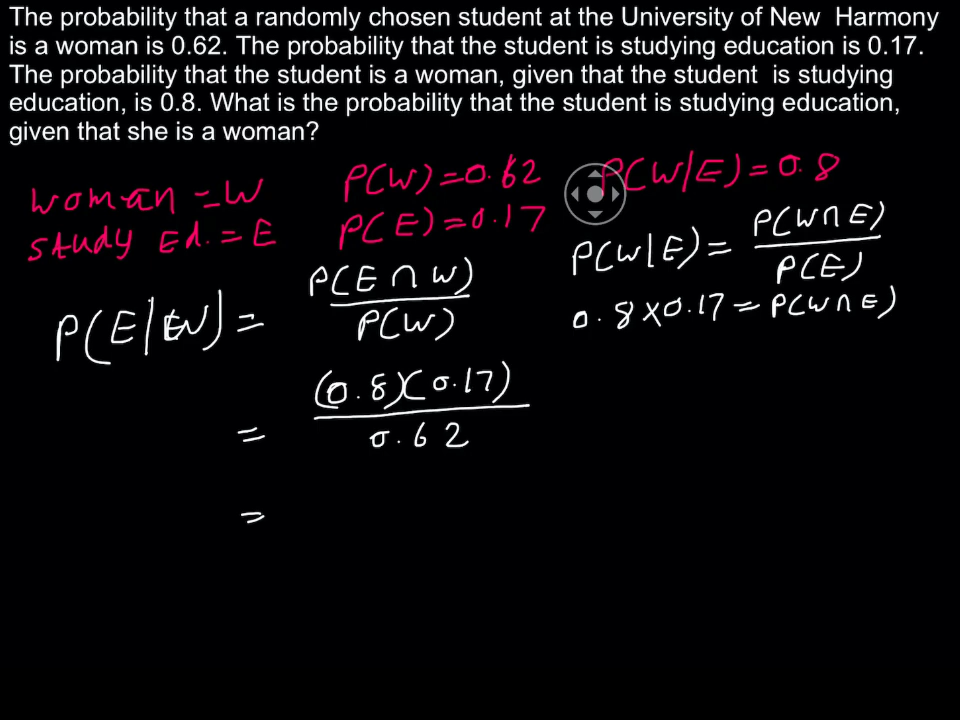 The probability that a randomly chosen student at the University of New Harmony
is a woman is 0.62. The probability that the student is studying education is 0.17.
The probability that the student is a woman, given that the student is studying
education, is 0.8. What is the probability that the student is studying education,
given that she is a woman?
woman = W
study Ed. = E
P(W)=0.62
P(E)=0.17
P(W|E)=0.8
P(W|E)= P(W∩E)/P(E)
0.8×0.17=P(W∩E)
P(E|W)= P(E∩W)/P(W)
= (0.8)(0.17)/0.62
=